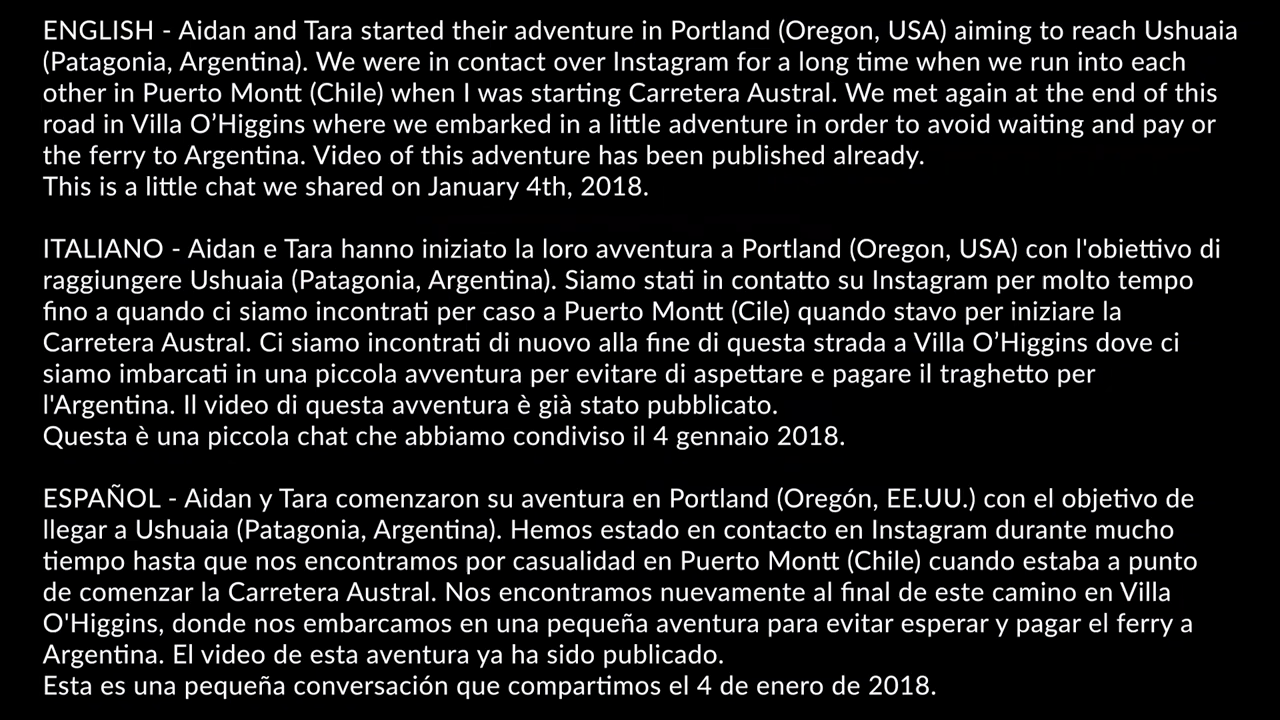 ENGLISH - Aidan and Tara started their adventure in Portland (Oregon, USA) aiming to reach Ushuaia
(Patagonia, Argentina). We were in contact over Instagram for a long time when we run into each
other in Puerto Montt (Chile) when I was starting Carretera Austral. We met again at the end of this
road in Villa O’Higgins where we embarked in a little adventure in order to avoid waiting and pay or
the ferry to Argentina. Video of this adventure has been published already.
This is a little chat we shared on January 4th, 2018.
ITALIANO - Aidan e Tara hanno iniziato la loro avventura a Portland (Oregon, USA) con l'obiettivo di
raggiungere Ushuaia (Patagonia, Argentina). Siamo stati in contatto su Instagram per molto tempo
fino a quando ci siamo incontrati per caso a Puerto Montt (Cile) quando stavo per iniziare la
Carretera Austral. Ci siamo incontrati di nuovo alla fine di questa strada a Villa O’Higgins dove ci
siamo imbarcati in una piccola avventura per evitare di aspettare e pagare il traghetto per
l'Argentina. Il video di questa avventura è già stato pubblicato.
Questa è una piccola chat che abbiamo condiviso il 4 gennaio 2018.
ESPAÑOL - Aidan y Tara comenzaron su aventura en Portland (Oregón, EE.UU.) con el objetivo de
llegar a Ushuaia (Patagonia, Argentina). Hemos estado en contacto en Instagram durante mucho
tiempo hasta que nos encontramos por casualidad en Puerto Montt (Chile) cuando estaba a punto
de comenzar la Carretera Austral. Nos encontramos nuevamente al final de este camino en Villa
O'Higgins, donde nos embarcamos en una pequeña aventura para evitar esperar y pagar el ferry a
Argentina. El video de esta aventura ya ha sido publicado.
Esta es una pequeña conversación que compartimos el 4 de enero de 2018.